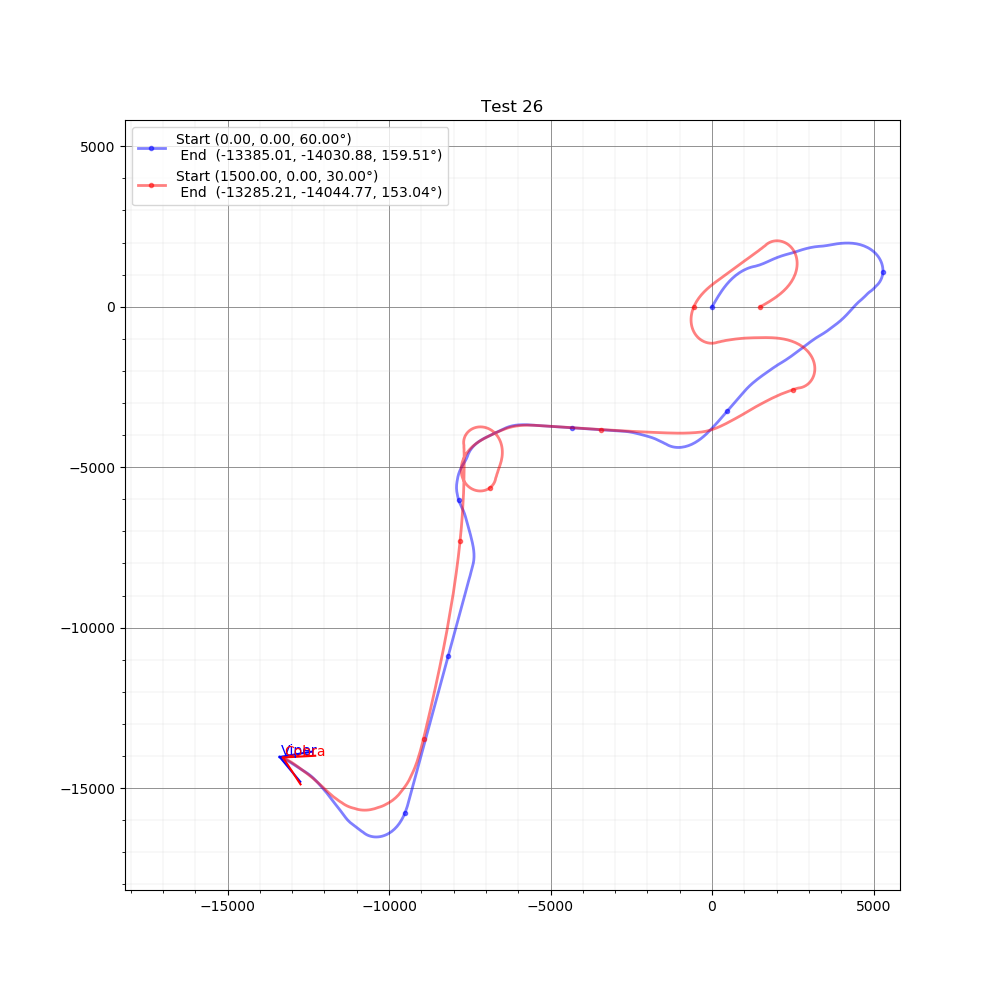 Test 26
Start (0.00, 0.00, 60.00°)
End (-13385.01, -14030.88, 159.51°)
Start (1500.00, 0.00, 30.00°)
End (-13285.21, -14044.77, 153.04°)
5000
0
−5000
−10000
−15000
−15000
−10000
−5000
0
5000